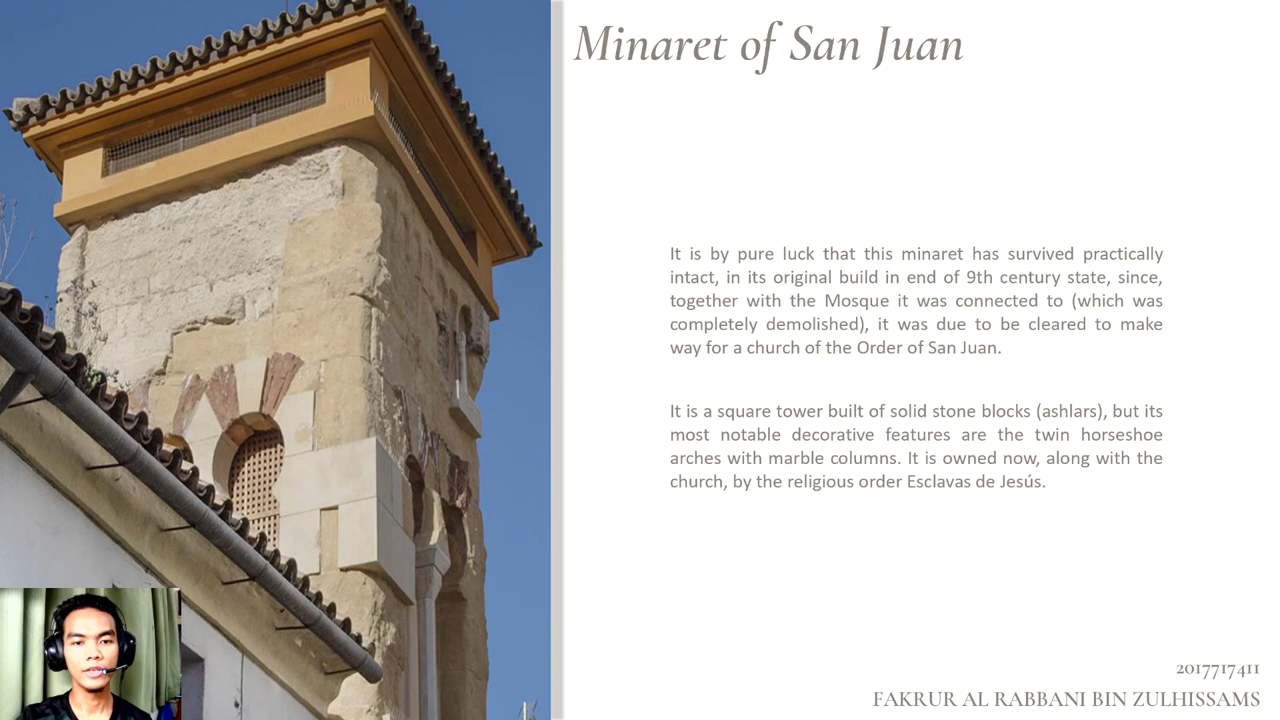 Minaret of San Juan
It is by pure luck that this minaret has survived practically
intact, in its original build in end of 9th century state, since,
together with the Mosque it was connected to (which was
completely demolished), it was due to be cleared to make
way for a church of the Order of San Juan.
It is a square tower built of solid stone blocks (ashlars), but its
most notable decorative features are the twin horseshoe
arches with marble columns. It is owned now, along with the
church, by the religious order Esclavas de Jesús.
2017717411
FAKRUR AL RABBANI BIN ZULHISSAMS